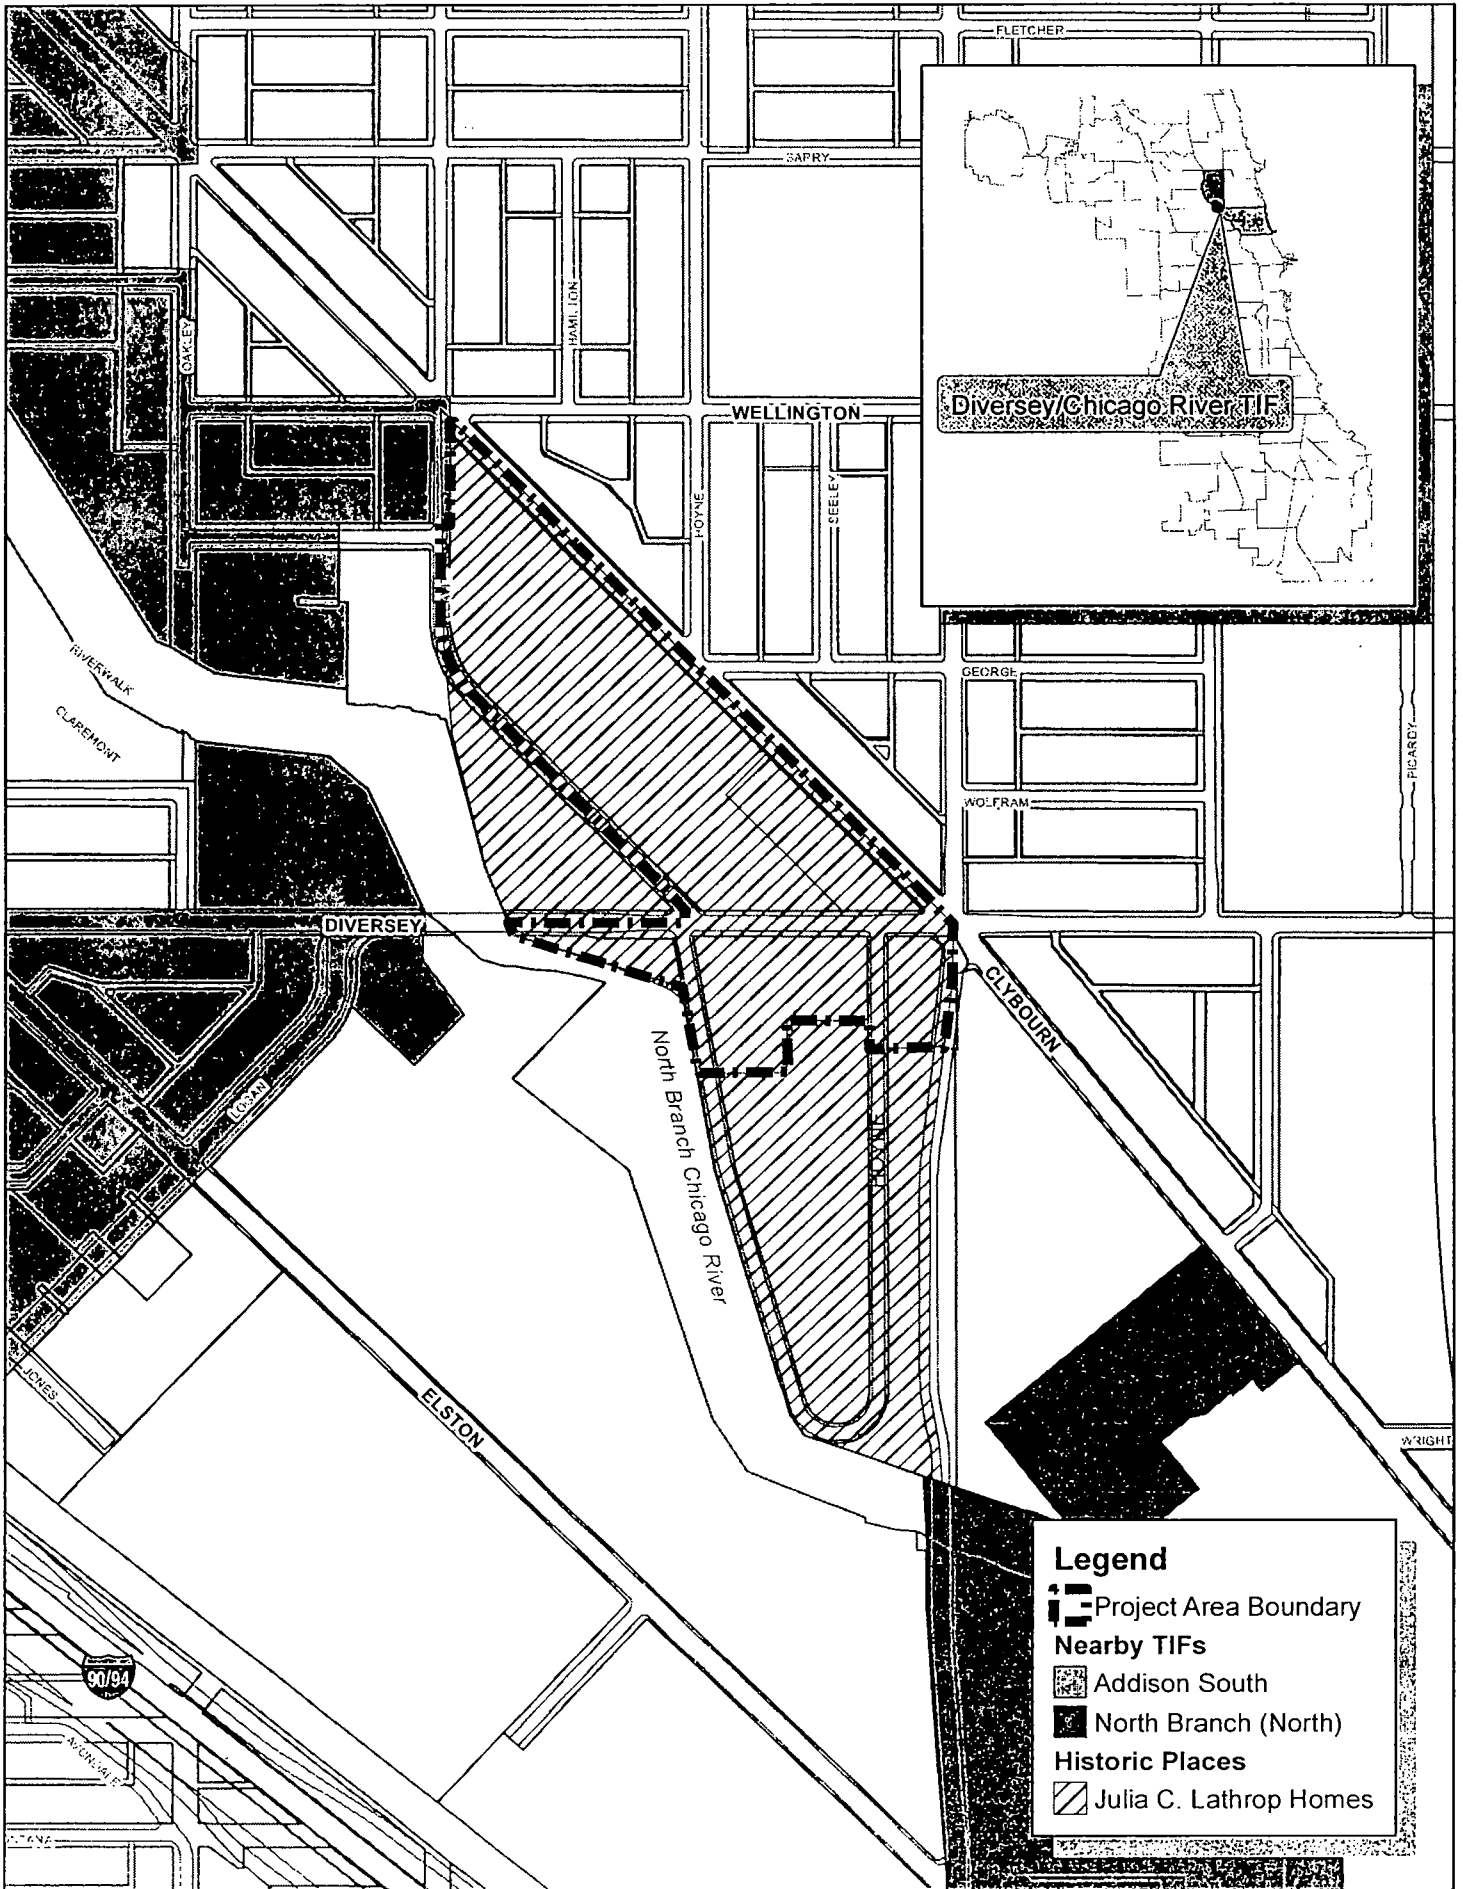 FLETCHER
BARRY
HAMILTON
OAKLEY
Diversey/Chicago River TIF
WELLINGTON
HOYNE
SEELEY
RIVERWALK
CLAREMONT
GEORGE
PICARDY
WOLFRAM
DIVERSEY
CLYBOURN
North Branch Chicago River
LOGAN
HOYNE
JONES
ELSTON
WRIGHT
Legend
Project Area Boundary
Nearby TIFs
Addison South
North Branch (North)
Historic Places
Julia C. Lathrop Homes
90/94
AVONDALE